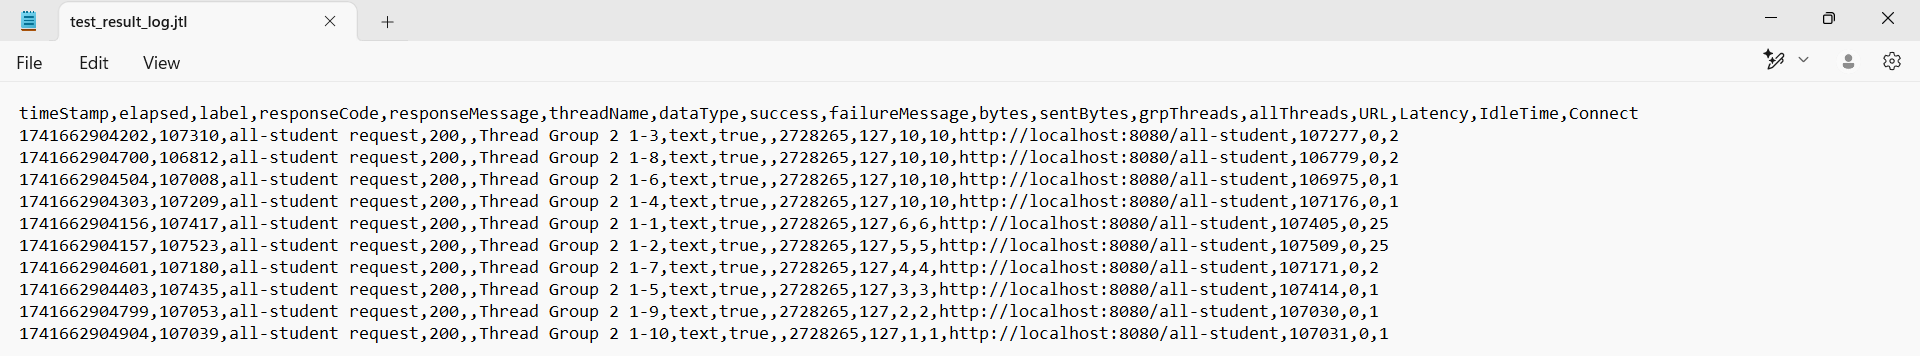 test_result_log.jtl
File Edit View
timeStamp,elapsed,label,responseCode,responseMessage,threadName,dataType,success,failureMessage,bytes,sentBytes,grpThreads,allThreads,URL,Latency,IdleTime,Connect
1741662904202,107310,all-student request,200,,Thread Group 2 1-3,text,true,,2728265,127,10,10,http://localhost:8080/all-student,107277,0,2
1741662904700,106812,all-student request,200,,Thread Group 2 1-8,text,true,,2728265,127,10,10,http://localhost:8080/all-student,106779,0,2
1741662904504,107008,all-student request,200,,Thread Group 2 1-6,text,true,,2728265,127,10,10,http://localhost:8080/all-student,106975,0,1
1741662904303,107209,all-student request,200,,Thread Group 2 1-4,text,true,,2728265,127,10,10,http://localhost:8080/all-student,107176,0,1
1741662904156,107417,all-student request,200,,Thread Group 2 1-1,text,true,,2728265,127,6,6,http://localhost:8080/all-student,107405,0,25
1741662904157,107523,all-student request,200,,Thread Group 2 1-2,text,true,,2728265,127,5,5,http://localhost:8080/all-student,107509,0,25
1741662904601,107180,all-student request,200,,Thread Group 2 1-7,text,true,,2728265,127,4,4,http://localhost:8080/all-student,107171,0,2
1741662904403,107435,all-student request,200,,Thread Group 2 1-5,text,true,,2728265,127,3,3,http://localhost:8080/all-student,107414,0,1
1741662904799,107053,all-student request,200,,Thread Group 2 1-9,text,true,,2728265,127,2,2,http://localhost:8080/all-student,107030,0,1
1741662904904,107039,all-student request,200,,Thread Group 2 1-10,text,true,,2728265,127,1,1,http://localhost:8080/all-student,107031,0,1